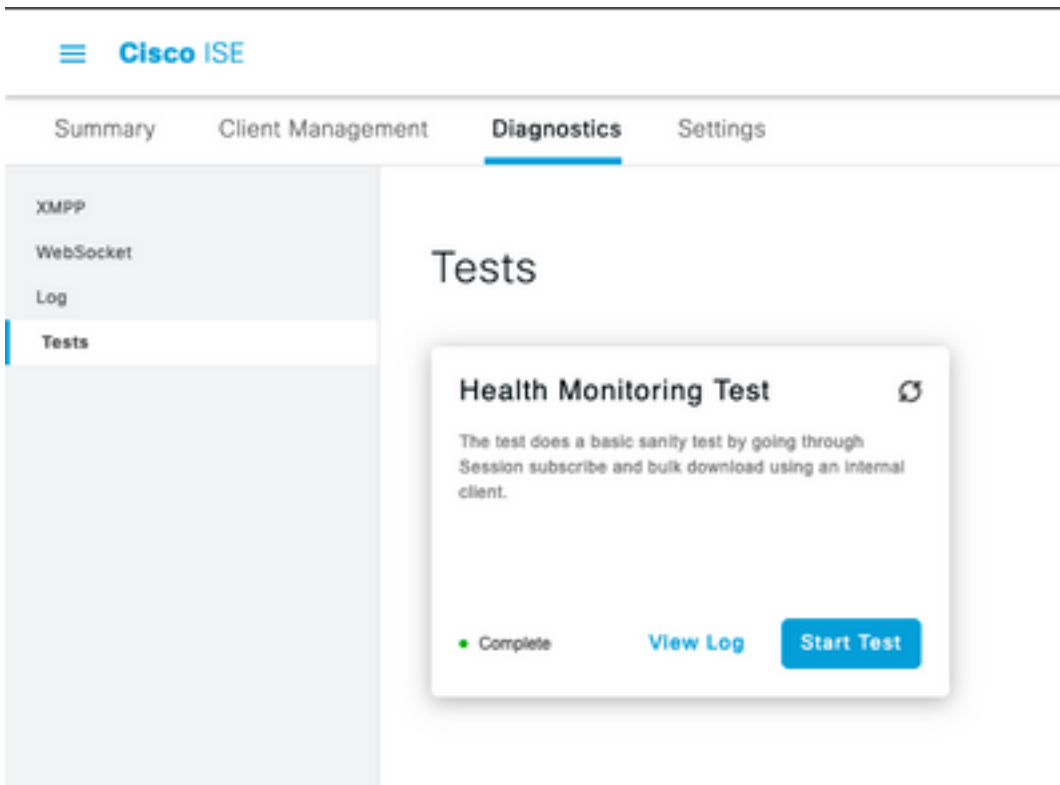 Cisco ISE
Summary Client Management Diagnostics Settings
XMPP
WebSocket
Log
Tests
Tests
Health Monitoring Test
The test does a basic sanity test by going through
Session subscribe and bulk download using an internal
client.
Complete View Log Start Test